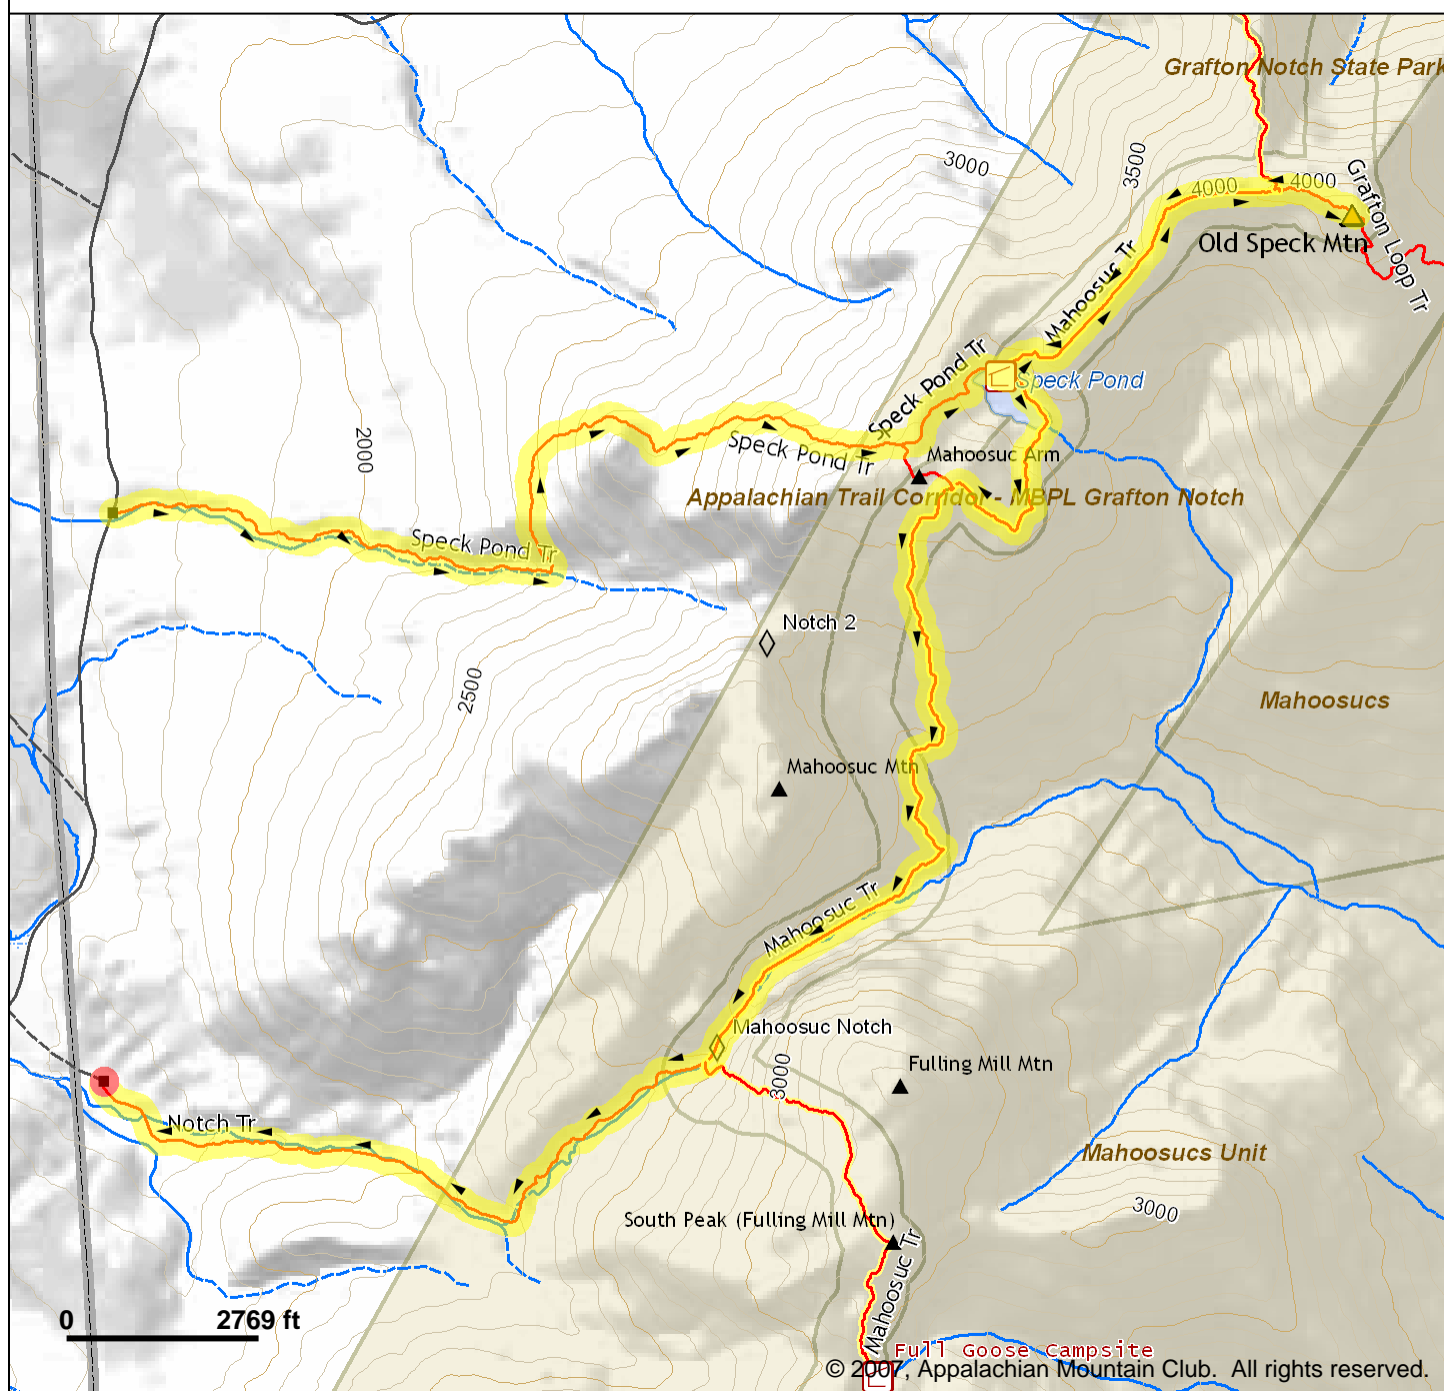 Grafton Notch State Park
3000
3500
4000
4000
Grafton Loop Tr
Old Speck Mtn
Mahoosuc Tr
Speck Pond Tr
Speck Pond
2000
Speck Pond Tr
Mahoosuc Arm
Appalachian Trail Corridor - MBPL Grafton Notch
Speck Pond Tr
Notch 2
2500
Mahoosucs
Mahoosuc Mtn
Mahoosuc Tr
Mahoosuc Notch
3000
Fulling Mill Mtn
Notch Tr
Mahoosucs Unit
3000
South Peak (Fulling Mill Mtn)
Mahoosuc Tr
0 2769 ft
Full Goose Campsite
© 2007, Appalachian Mountain Club. All rights reserved.